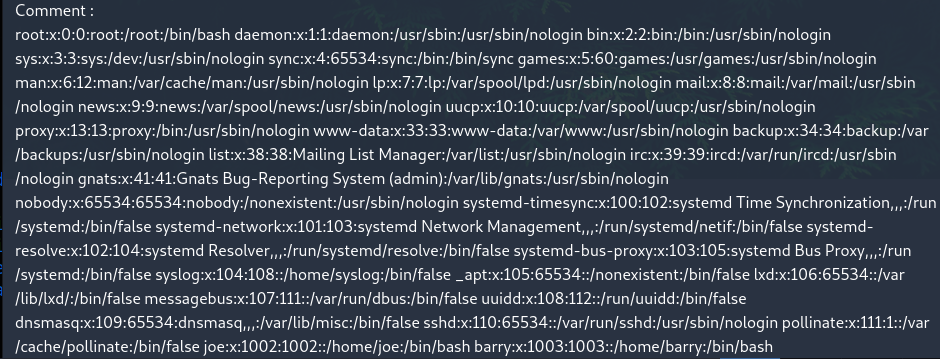 Comment :
root:x:0:0:root:/root:/bin/bash daemon:x:1:1:daemon:/usr/sbin:/usr/sbin/nologin bin:x:2:2:bin:/bin:/usr/sbin/nologin
sys:x:3:3:sys:/dev:/usr/sbin/nologin sync:x:4:65534:sync:/bin:/bin/sync games:x:5:60:games:/usr/games:/usr/sbin/nologin
man:x:6:12:man:/var/cache/man:/usr/sbin/nologin lp:x:7:7:lp:/var/spool/lpd:/usr/sbin/nologin mail:x:8:8:mail:/var/mail:/usr/sbin
/nologin news:x:9:9:news:/var/spool/news:/usr/sbin/nologin uucp:x:10:10:uucp:/var/spool/uucp:/usr/sbin/nologin
proxy:x:13:13:proxy:/bin:/usr/sbin/nologin www-data:x:33:33:www-data:/var/www:/usr/sbin/nologin backup:x:34:34:backup:/var
/backups:/usr/sbin/nologin list:x:38:38:Mailing List Manager:/var/list:/usr/sbin/nologin irc:x:39:39:ircd:/var/run/ircd:/usr/sbin
/nologin gnats:x:41:41:Gnats Bug-Reporting System (admin):/var/lib/gnats:/usr/sbin/nologin
nobody:x:65534:65534:nobody:/nonexistent:/usr/sbin/nologin systemd-timesync:x:100:102:systemd Time Synchronization,,,:/run
/systemd:/bin/false systemd-network:x:101:103:systemd Network Management,,,:/run/systemd/netif:/bin/false systemd-
resolve:x:102:104:systemd Resolver,,,:/run/systemd/resolve:/bin/false systemd-bus-proxy:x:103:105:systemd Bus Proxy,,,:/run
/systemd:/bin/false syslog:x:104:108::/home/syslog:/bin/false _apt:x:105:65534::/nonexistent:/bin/false lxd:x:106:65534::/var
/lib/lxd/:/bin/false messagebus:x:107:111::/var/run/dbus:/bin/false uuidd:x:108:112::/run/uuidd:/bin/false
dnsmasq:x:109:65534:dnsmasq,,,:/var/lib/misc:/bin/false sshd:x:110:65534::/var/run/sshd:/usr/sbin/nologin pollinate:x:111:1::/var
/cache/pollinate:/bin/false joe:x:1002:1002::/home/joe:/bin/bash barry:x:1003:1003::/home/barry:/bin/bash